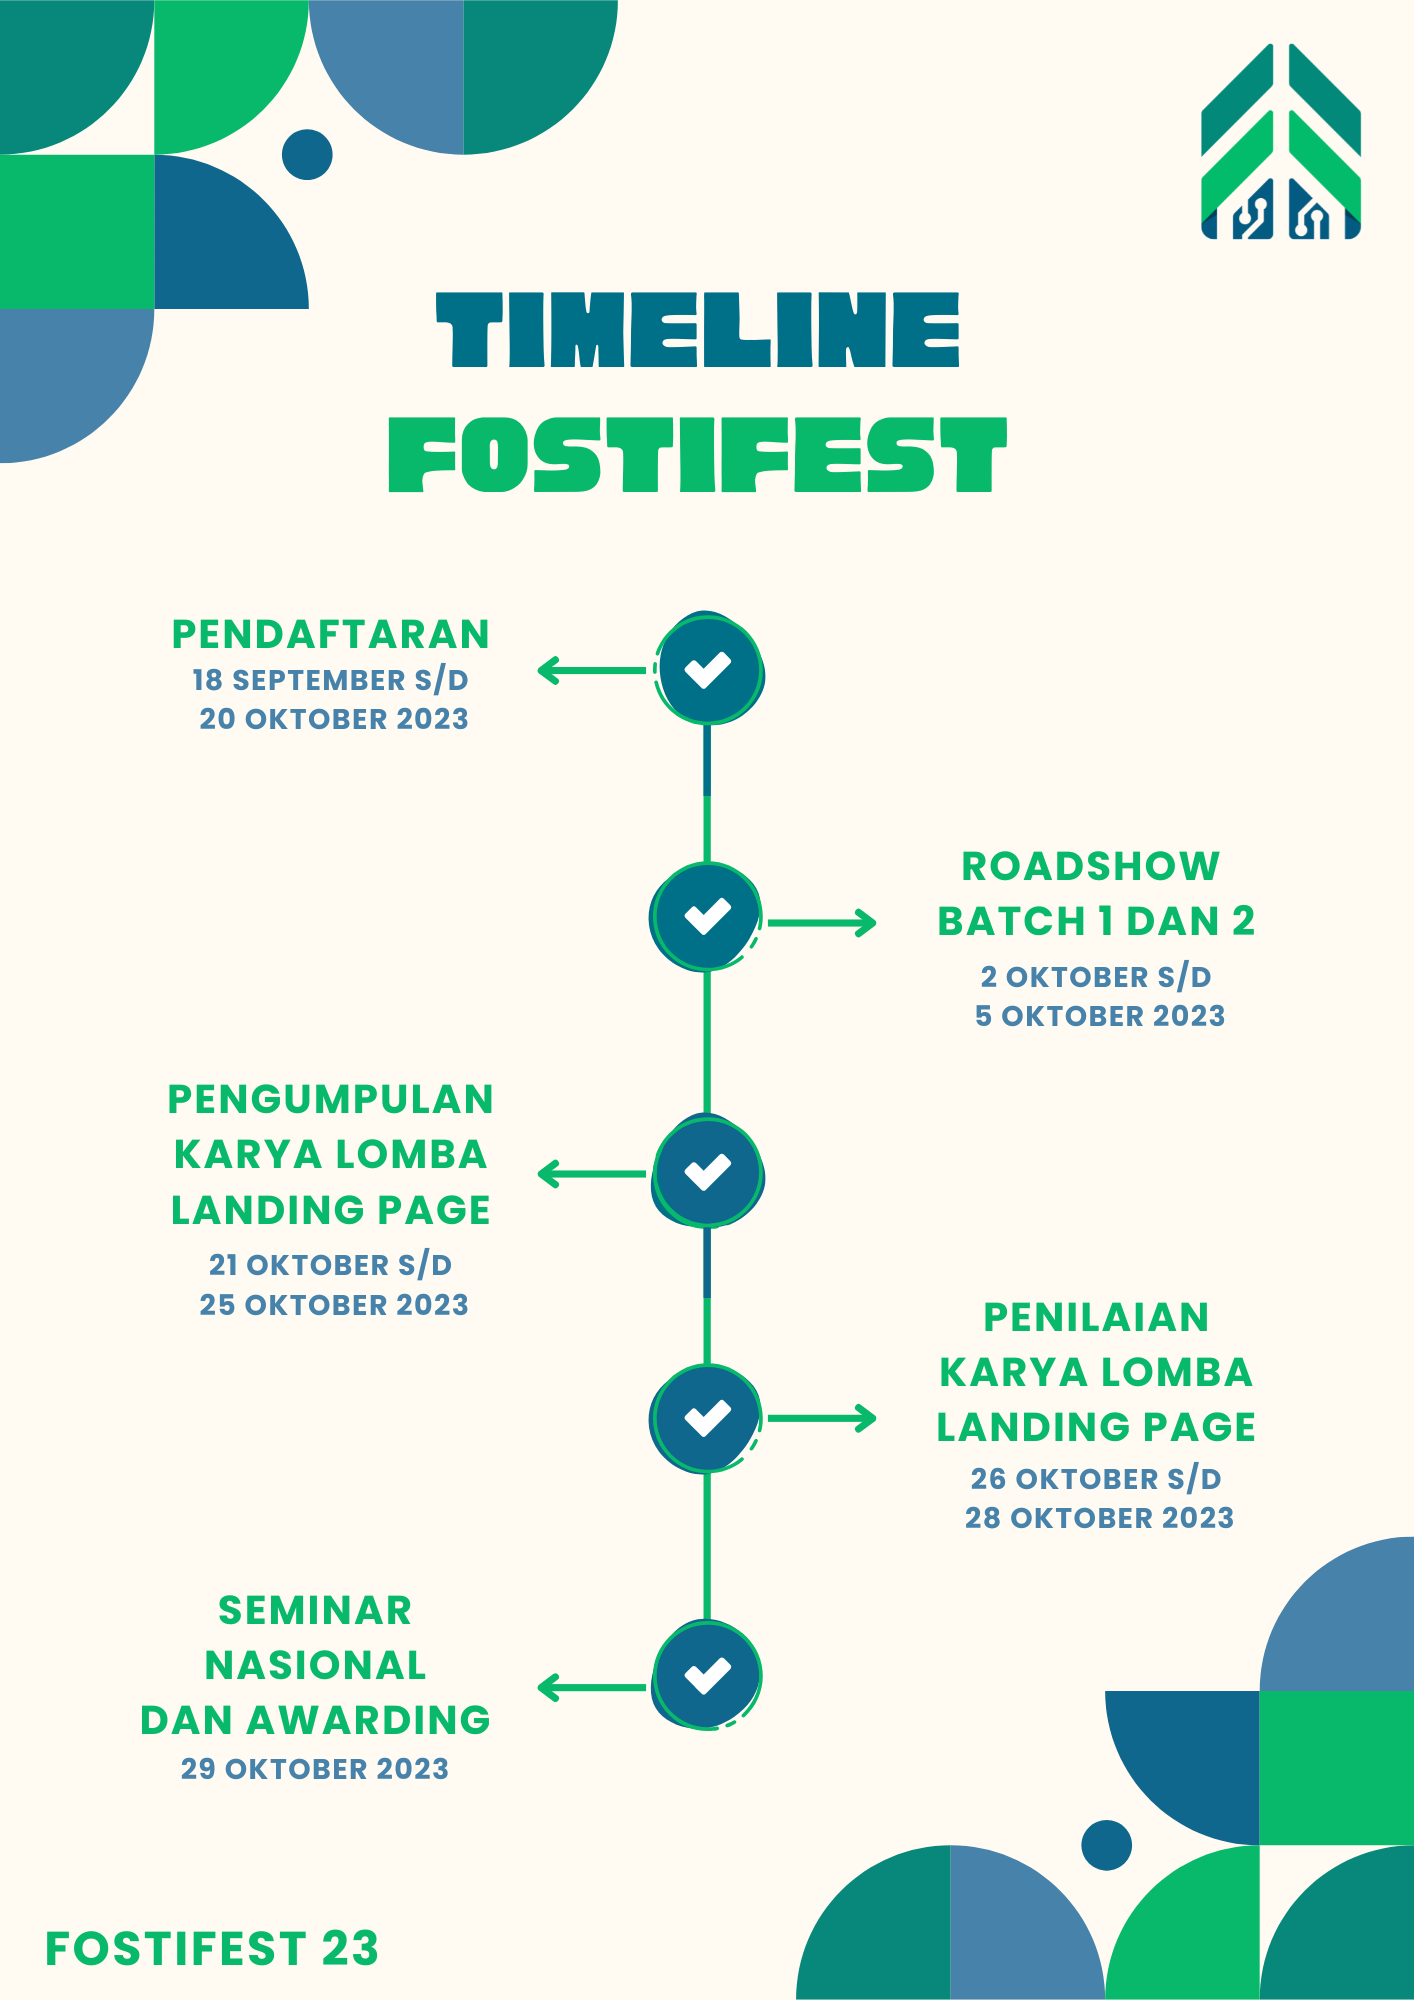 TIMELINE
FOSTIFEST
PENDAFTARAN
18 SEPTEMBER S/D
20 OKTOBER 2023
ROADSHOW
BATCH 1 DAN 2
2 OKTOBER S/D
5 OKTOBER 2023
PENGUMPULAN
KARYA LOMBA
LANDING PAGE
21 OKTOBER S/D
25 OKTOBER 2023
PENILAIAN
KARYA LOMBA
LANDING PAGE
26 OKTOBER S/D
28 OKTOBER 2023
SEMINAR
NASIONAL
DAN AWARDING
29 OKTOBER 2023
FOSTIFEST 23